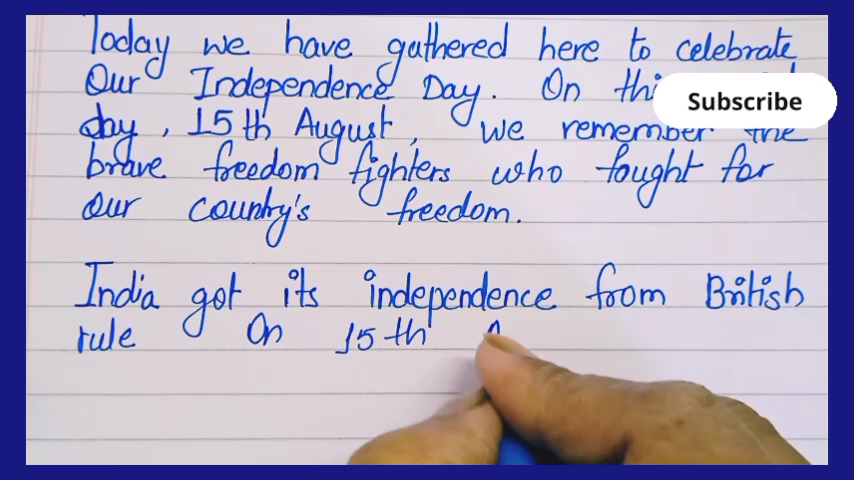 Today we have gathered here to celebrate
Our Independence Day. On this
Subscribe
day, 15th August, we remember the
brave freedom fighters who fought for
our country's freedom.
India got its independence from British
rule On 15th